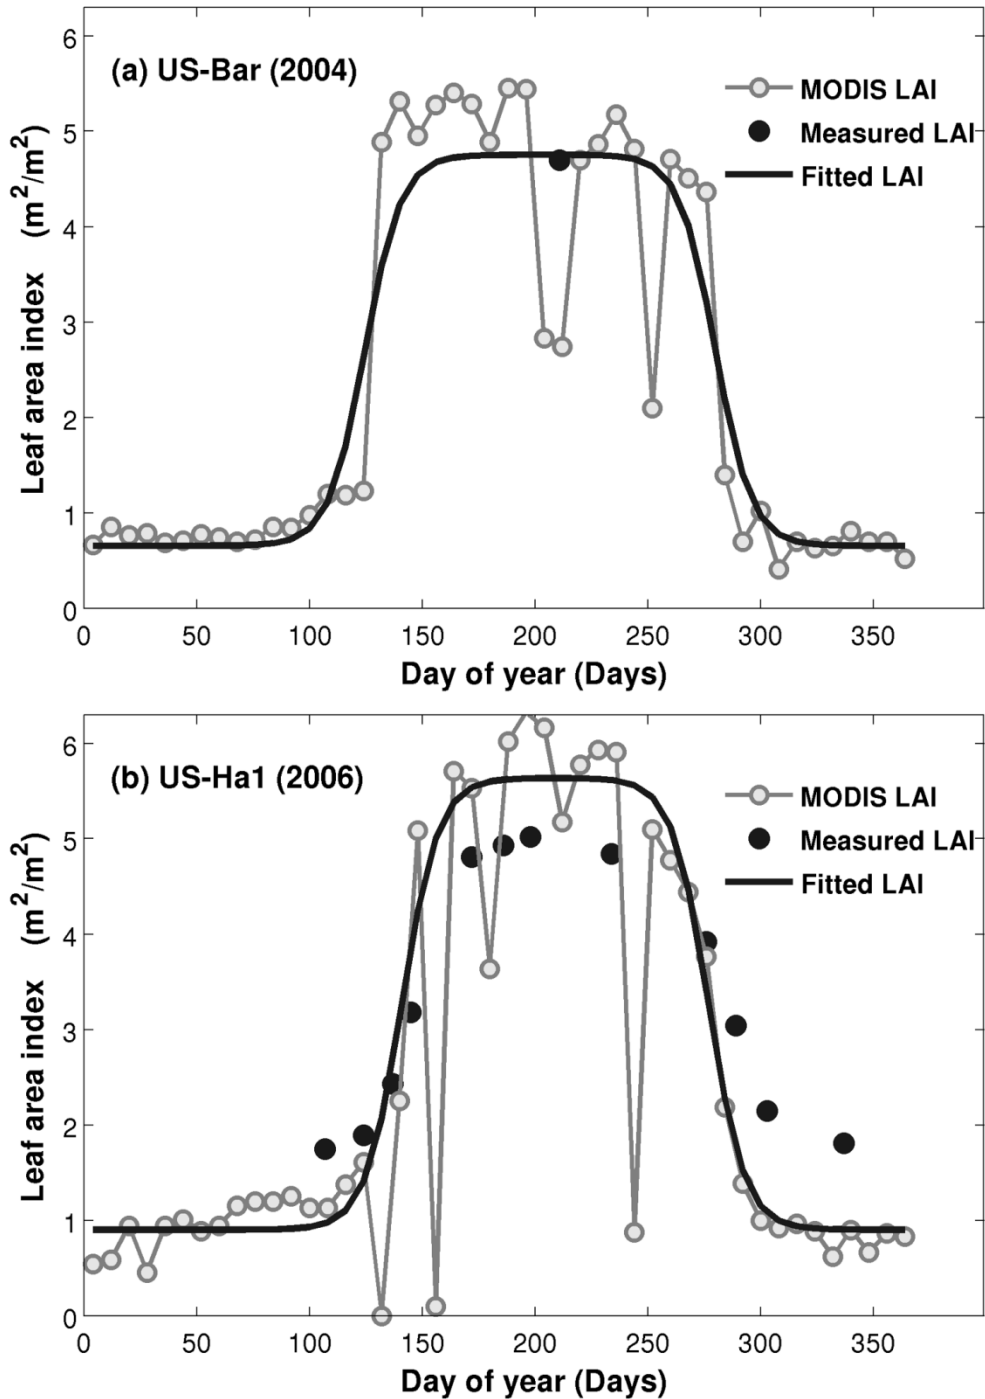 (a) US-Bar (2004)
MODIS LAI
Measured LAI
Fitted LAI
Leaf area index (m²/m²)
6
5
4
3
2
1
0
0 50 100 150 200 250 300 350
Day of year (Days)
(b) US-Ha1 (2006)
MODIS LAI
Measured LAI
Fitted LAI
Leaf area index (m²/m²)
6
5
4
3
2
1
0
0 50 100 150 200 250 300 350
Day of year (Days)